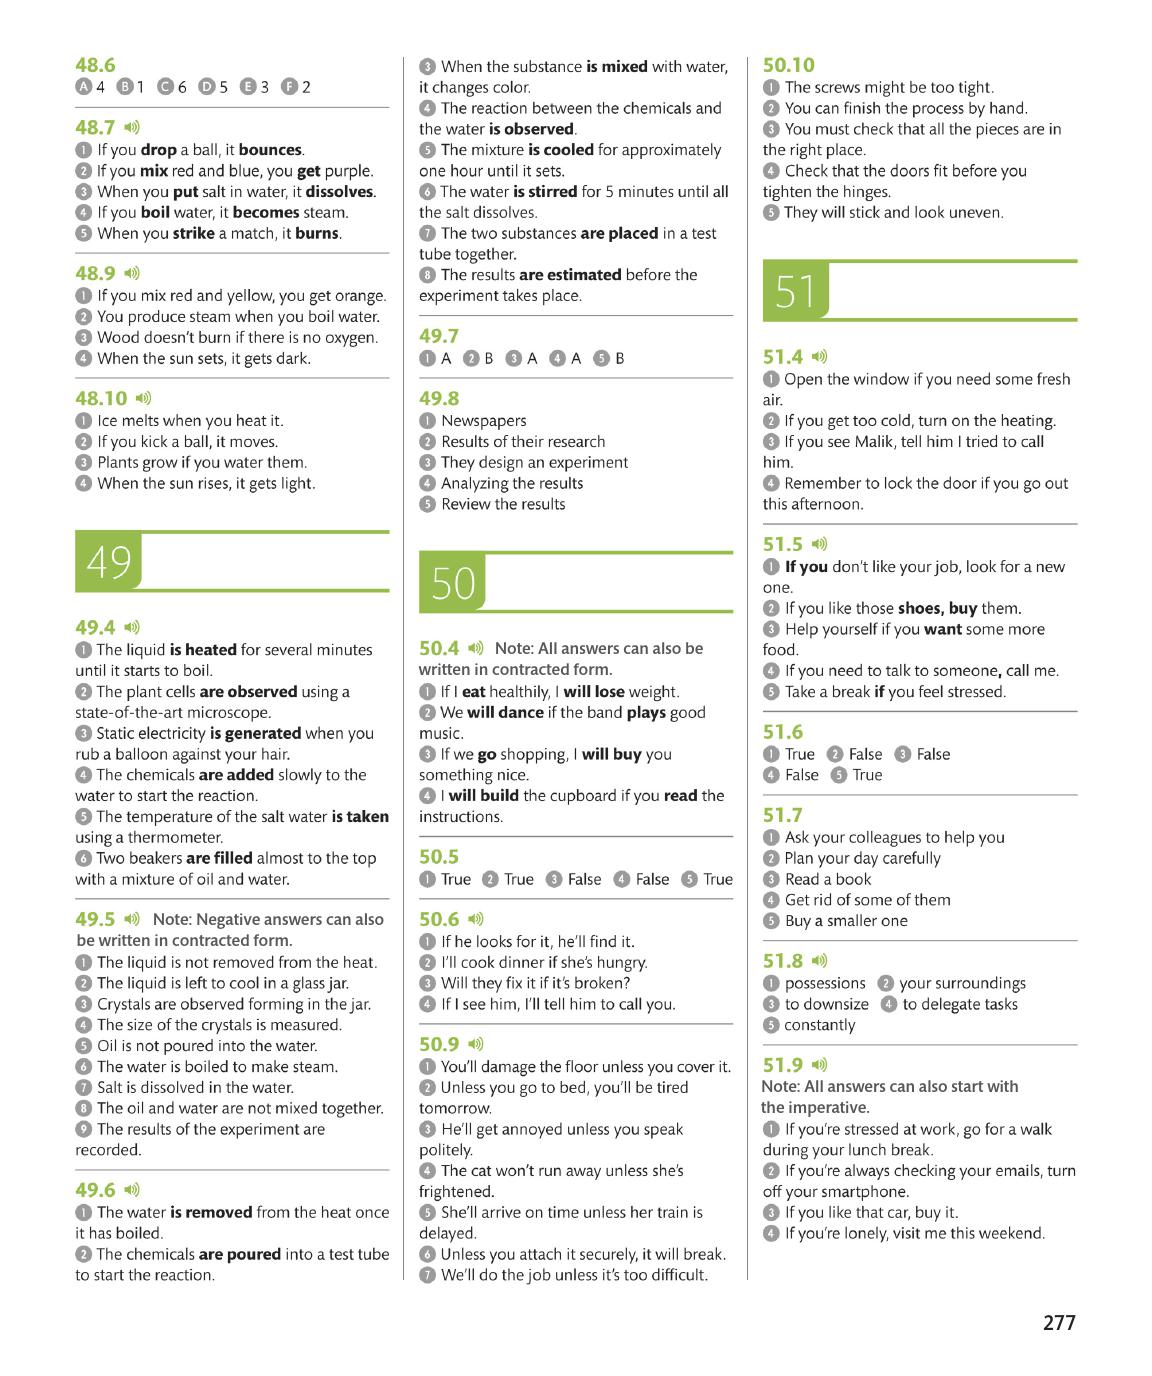 48.6
A 4 B 1 C 6 D 5 E 3 F 2
48.7
1 If you drop a ball, it bounces.
2 If you mix red and blue, you get purple.
3 When you put salt in water, it dissolves.
4 If you boil water, it becomes steam.
5 When you strike a match, it burns.
48.9
1 If you mix red and yellow, you get orange.
2 You produce steam when you boil water.
3 Wood doesn't burn if there is no oxygen.
4 When the sun sets, it gets dark.
48.10
1 Ice melts when you heat it.
2 If you kick a ball, it moves.
3 Plants grow if you water them.
4 When the sun rises, it gets light.
49
49.4
1 The liquid is heated for several minutes
until it starts to boil.
2 The plant cells are observed using a
state-of-the-art microscope.
3 Static electricity is generated when you
rub a balloon against your hair.
4 The chemicals are added slowly to the
water to start the reaction.
5 The temperature of the salt water is taken
using a thermometer.
6 Two beakers are filled almost to the top
with a mixture of oil and water.
49.5 Note: Negative answers can also
be written in contracted form.
1 The liquid is not removed from the heat.
2 The liquid is left to cool in a glass jar.
3 Crystals are observed forming in the jar.
4 The size of the crystals is measured.
5 Oil is not poured into the water.
6 The water is boiled to make steam.
7 Salt is dissolved in the water.
8 The oil and water are not mixed together.
9 The results of the experiment are
recorded.
49.6
1 The water is removed from the heat once
it has boiled.
2 The chemicals are poured into a test tube
to start the reaction.
3 When the substance is mixed with water,
it changes color.
4 The reaction between the chemicals and
the water is observed.
5 The mixture is cooled for approximately
one hour until it sets.
6 The water is stirred for 5 minutes until all
the salt dissolves.
7 The two substances are placed in a test
tube together.
8 The results are estimated before the
experiment takes place.
49.7
1 A 2 B 3 A 4 A 5 B
49.8
1 Newspapers
2 Results of their research
3 They design an experiment
4 Analyzing the results
5 Review the results
50
50.4 Note: All answers can also be
written in contracted form.
1 If I eat healthily, I will lose weight.
2 We will dance if the band plays good
music.
3 If we go shopping, I will buy you
something nice.
4 I will build the cupboard if you read the
instructions.
50.5
1 True 2 True 3 False 4 False 5 True
50.6
1 If he looks for it, he'll find it.
2 I'll cook dinner if she's hungry.
3 Will they fix it if it's broken?
4 If I see him, I'll tell him to call you.
50.9
1 You'll damage the floor unless you cover it.
2 Unless you go to bed, you'll be tired
tomorrow.
3 He'll get annoyed unless you speak
politely.
4 The cat won't run away unless she's
frightened.
5 She'll arrive on time unless her train is
delayed.
6 Unless you attach it securely, it will break.
7 We'll do the job unless it's too difficult.
50.10
1 The screws might be too tight.
2 You can finish the process by hand.
3 You must check that all the pieces are in
the right place.
4 Check that the doors fit before you
tighten the hinges.
5 They will stick and look uneven.
51
51.4
1 Open the window if you need some fresh
air.
2 If you get too cold, turn on the heating.
3 If you see Malik, tell him I tried to call
him.
4 Remember to lock the door if you go out
this afternoon.
51.5
1 If you don't like your job, look for a new
one.
2 If you like those shoes, buy them.
3 Help yourself if you want some more
food.
4 If you need to talk to someone, call me.
5 Take a break if you feel stressed.
51.6
1 True 2 False 3 False
4 False 5 True
51.7
1 Ask your colleagues to help you
2 Plan your day carefully
3 Read a book
4 Get rid of some of them
5 Buy a smaller one
51.8
1 possessions 2 your surroundings
3 to downsize 4 to delegate tasks
5 constantly
51.9
Note: All answers can also start with
the imperative.
1 If you're stressed at work, go for a walk
during your lunch break.
2 If you're always checking your emails, turn
off your smartphone.
3 If you like that car, buy it.
4 If you're lonely, visit me this weekend.
277